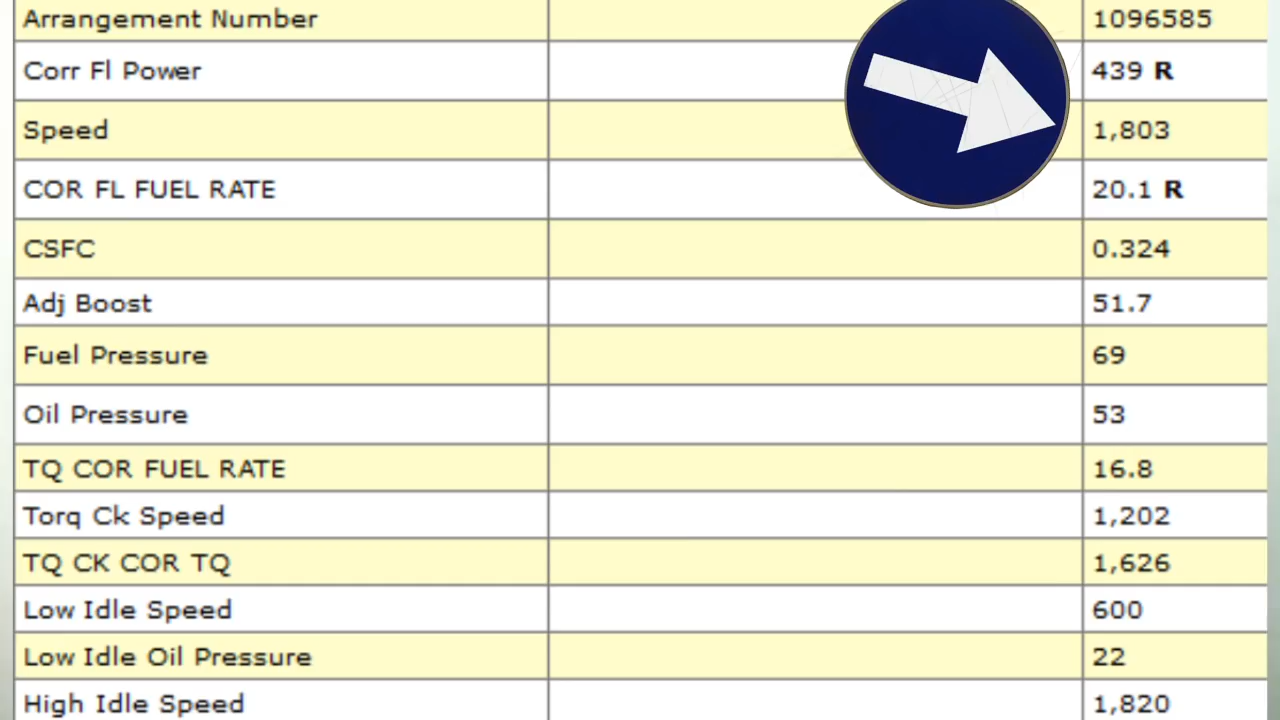 Arrangement Number 1096585
Corr Fl Power 439 R
Speed 1,803
COR FL FUEL RATE 20.1 R
CSFC 0.324
Adj Boost 51.7
Fuel Pressure 69
Oil Pressure 53
TQ COR FUEL RATE 16.8
Torq Ck Speed 1,202
TQ CK COR TQ 1,626
Low Idle Speed 600
Low Idle Oil Pressure 22
High Idle Speed 1,820